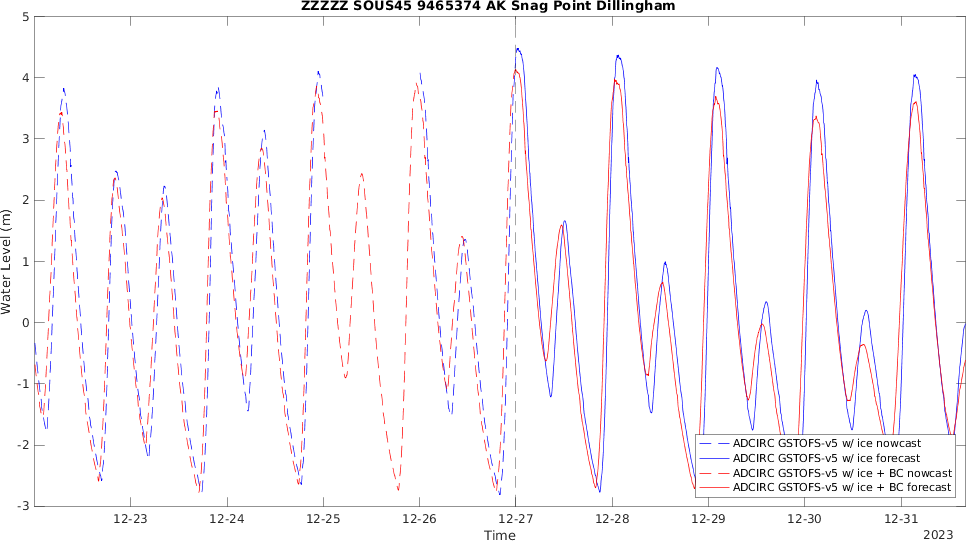 ZZZZZ SOUS45 9465374 AK Snag Point Dillingham
5
4
3
2
1
0
-1
-2
-3
Water Level (m)
12-23 12-24 12-25 12-26 12-27 12-28 12-29 12-30 12-31
Time
2023
ADCIRC GSTOFS-v5 w/ ice nowcast
ADCIRC GSTOFS-v5 w/ ice forecast
ADCIRC GSTOFS-v5 w/ ice + BC nowcast
ADCIRC GSTOFS-v5 w/ ice + BC forecast